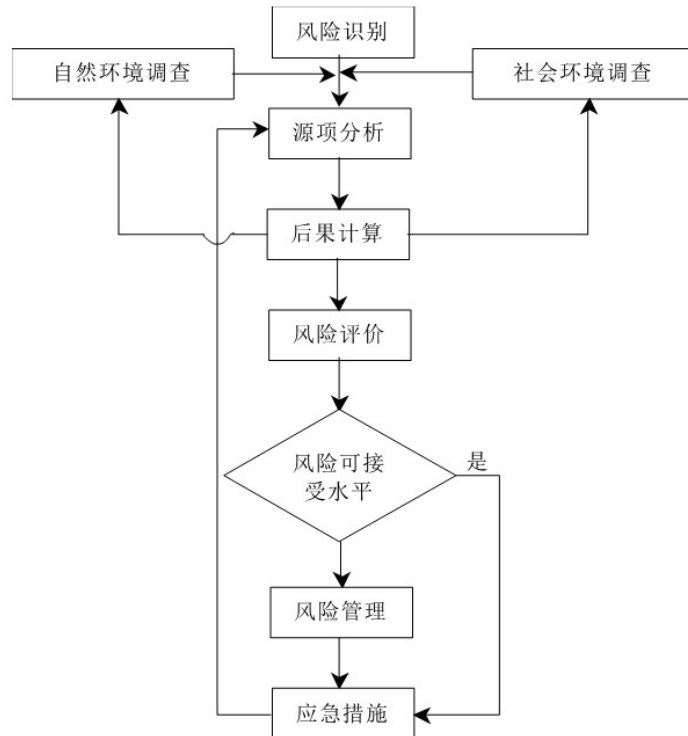 风险识别
自然环境调查
社会环境调查
源项分析
后果计算
风险评价
风险可接
受水平
是
风险管理
应急措施